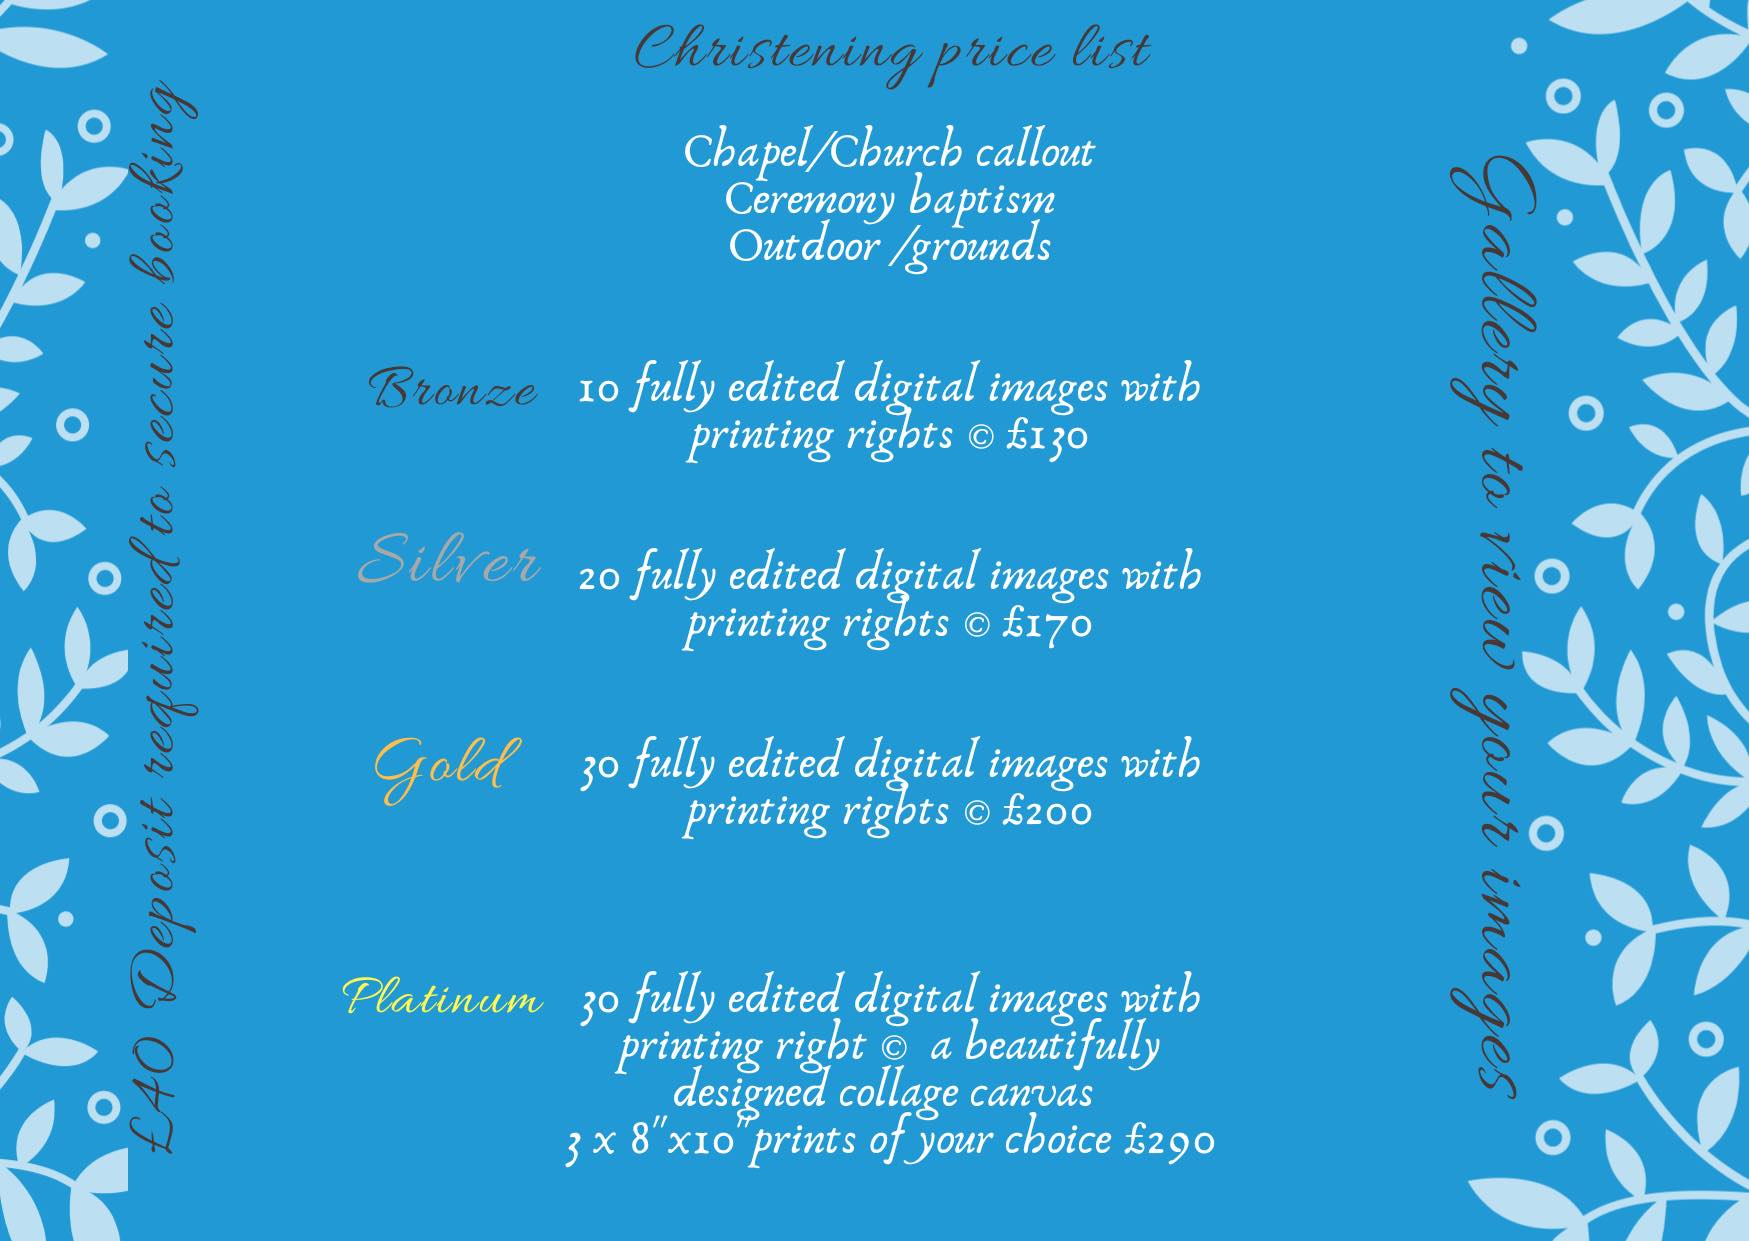 Christening price list
Chapel/Church callout
Ceremony baptism
Outdoor /grounds
£40 Deposit required to secure booking
Gallery to view your images
Bronze
10 fully edited digital images with
printing rights © £130
Silver
20 fully edited digital images with
printing rights © £170
Gold
30 fully edited digital images with
printing rights © £200
Platinum
30 fully edited digital images with
printing right © a beautifully
designed collage canvas
3 x 8"x10"prints of your choice £290